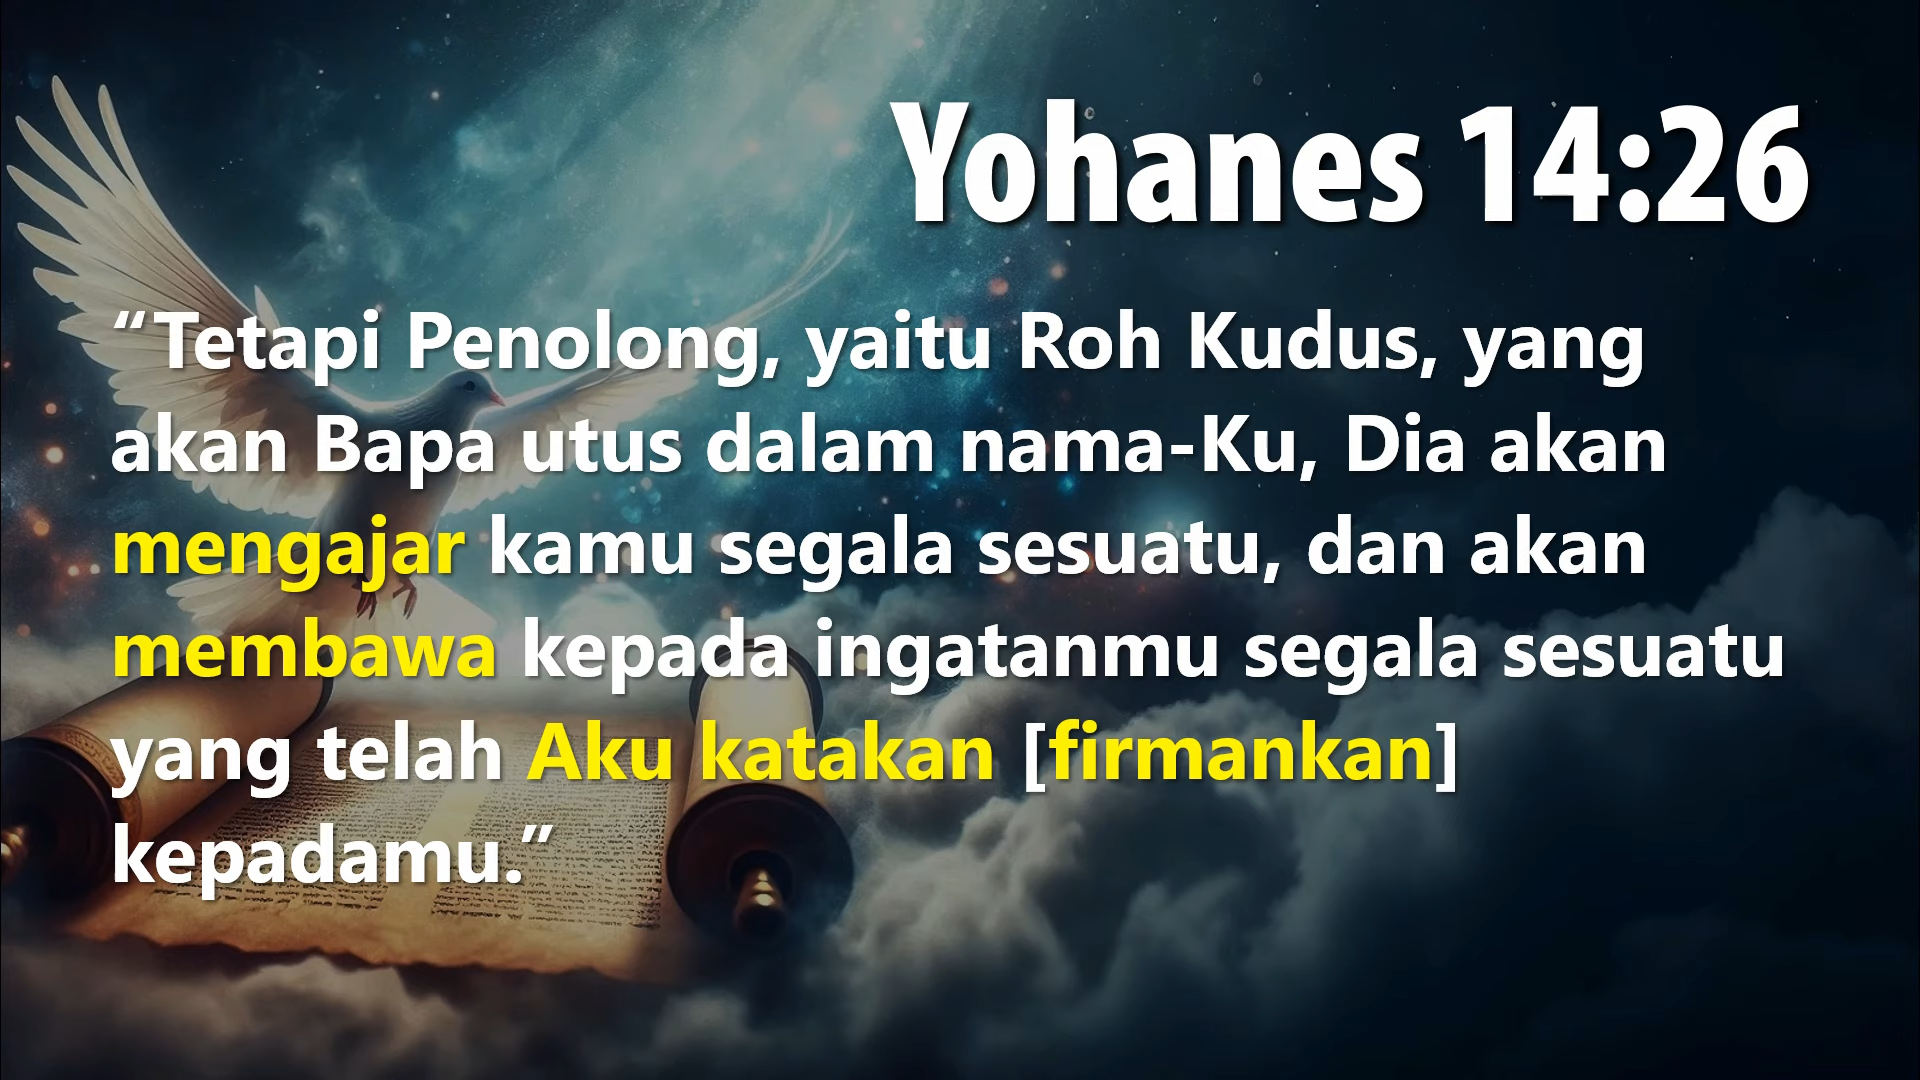 Yohanes 14:26
“Tetapi Penolong, yaitu Roh Kudus, yang
akan Bapa utus dalam nama-Ku, Dia akan
mengajar kamu segala sesuatu, dan akan
membawa kepada ingatanmu segala sesuatu
yang telah Aku katakan [firmankan]
kepadamu.”